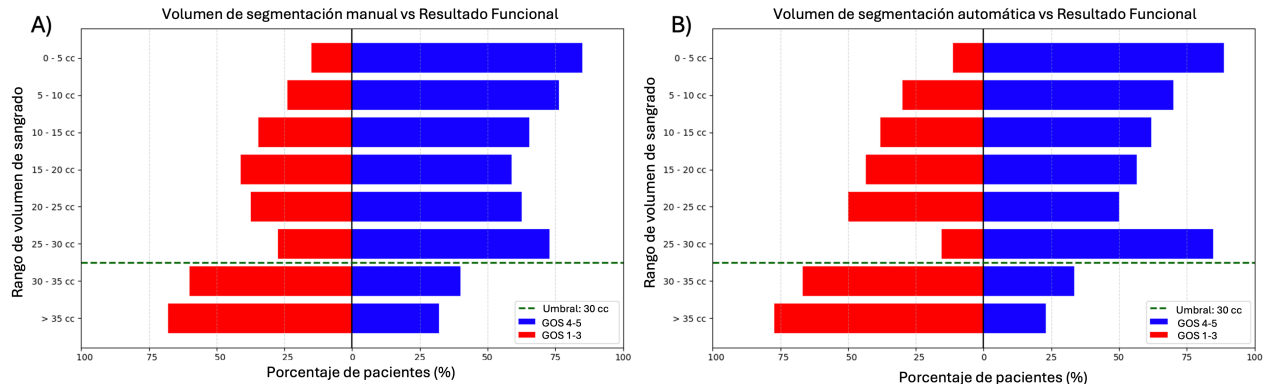 A)
Volumen de segmentación manual vs Resultado Funcional
Rango de volumen de sangrado
0 - 5 cc
5 - 10 cc
10 - 15 cc
15 - 20 cc
20 - 25 cc
25 - 30 cc
30 - 35 cc
> 35 cc
Umbral: 30 cc
GOS 4-5
GOS 1-3
100 75 50 25 0 25 50 75 100
Porcentaje de pacientes (%)
B)
Volumen de segmentación automática vs Resultado Funcional
Rango de volumen de sangrado
0 - 5 cc
5 - 10 cc
10 - 15 cc
15 - 20 cc
20 - 25 cc
25 - 30 cc
30 - 35 cc
> 35 cc
Umbral: 30 cc
GOS 4-5
GOS 1-3
100 75 50 25 0 25 50 75 100
Porcentaje de pacientes (%)